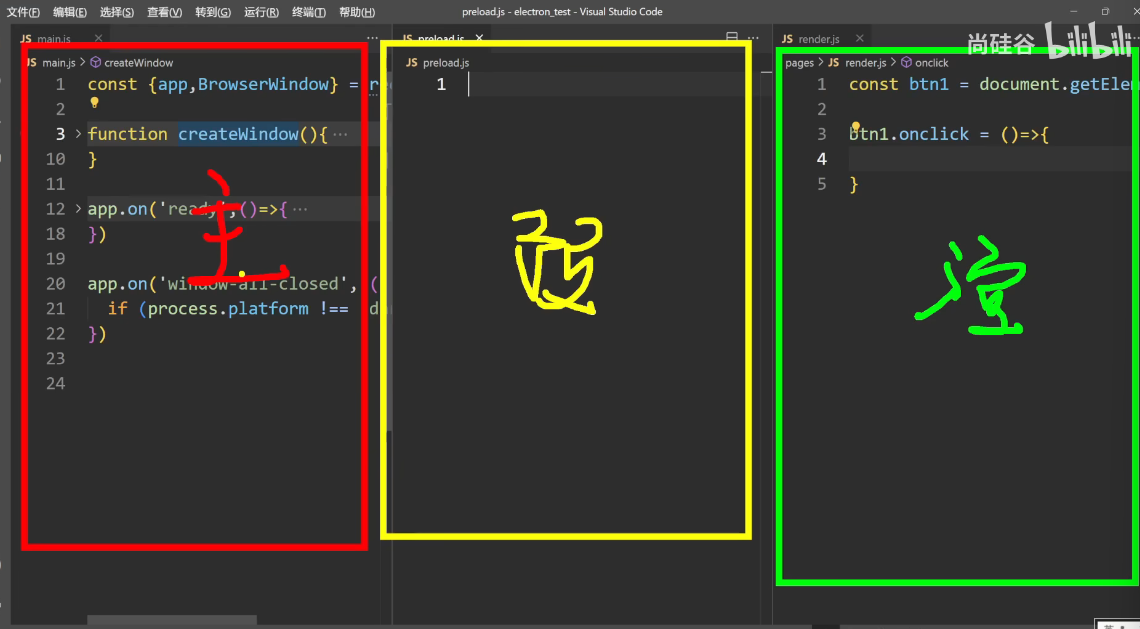 文件(F) 编辑(E) 选择(S) 查看(V) 转到(G) 运行(R) 终端(T) 帮助(H)
preload.js - electron_test - Visual Studio Code
JS main.js
JS main.js > createWindow
1 const {app,BrowserWindow} = re
2
3 function createWindow(){ ···
10 }
11
12 app.on('ready',()=>{ ···
18 })
19
20 app.on('window-all-closed', (
21 if (process.platform !==
22 })
23
24
主
JS preload.js
JS preload.js
1
JS render.js
尚硅谷 bilibili
pages > JS render.js > onclick
1 const btn1 = document.getElem
2
3 btn1.onclick = ()=>{
4
5 }
渲
英